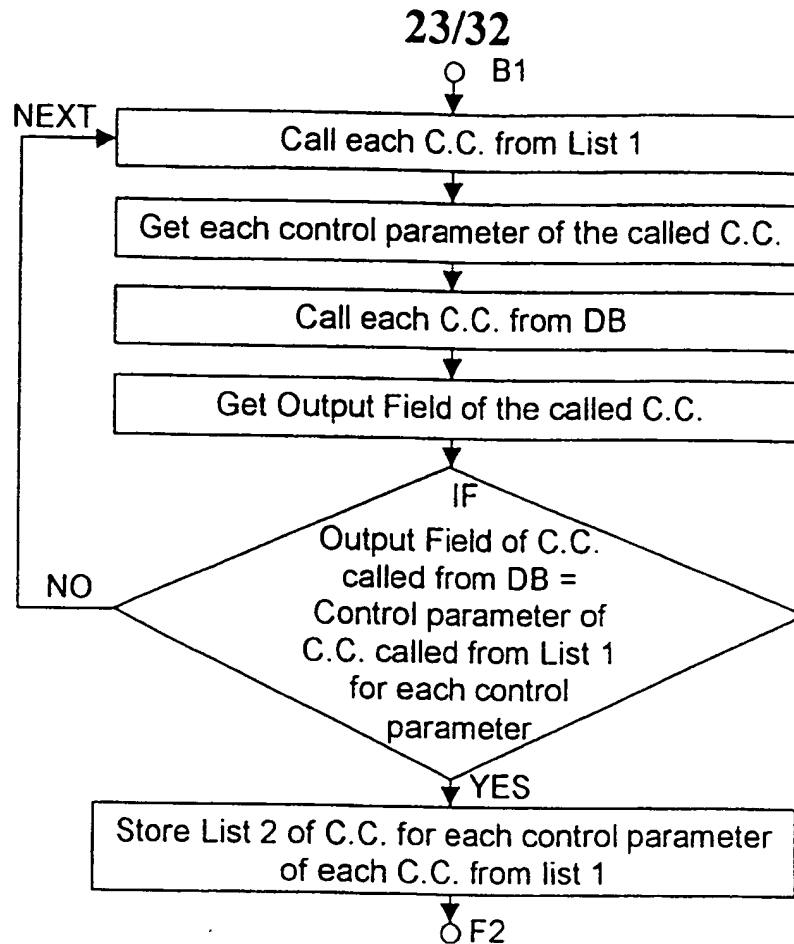 23/32
B1
NEXT
Call each C.C. from List 1
Get each control parameter of the called C.C.
Call each C.C. from DB
Get Output Field of the called C.C.
IF
Output Field of C.C.
called from DB =
Control parameter of
C.C. called from List 1
for each control
parameter
NO
YES
Store List 2 of C.C. for each control parameter
of each C.C. from list 1
F2